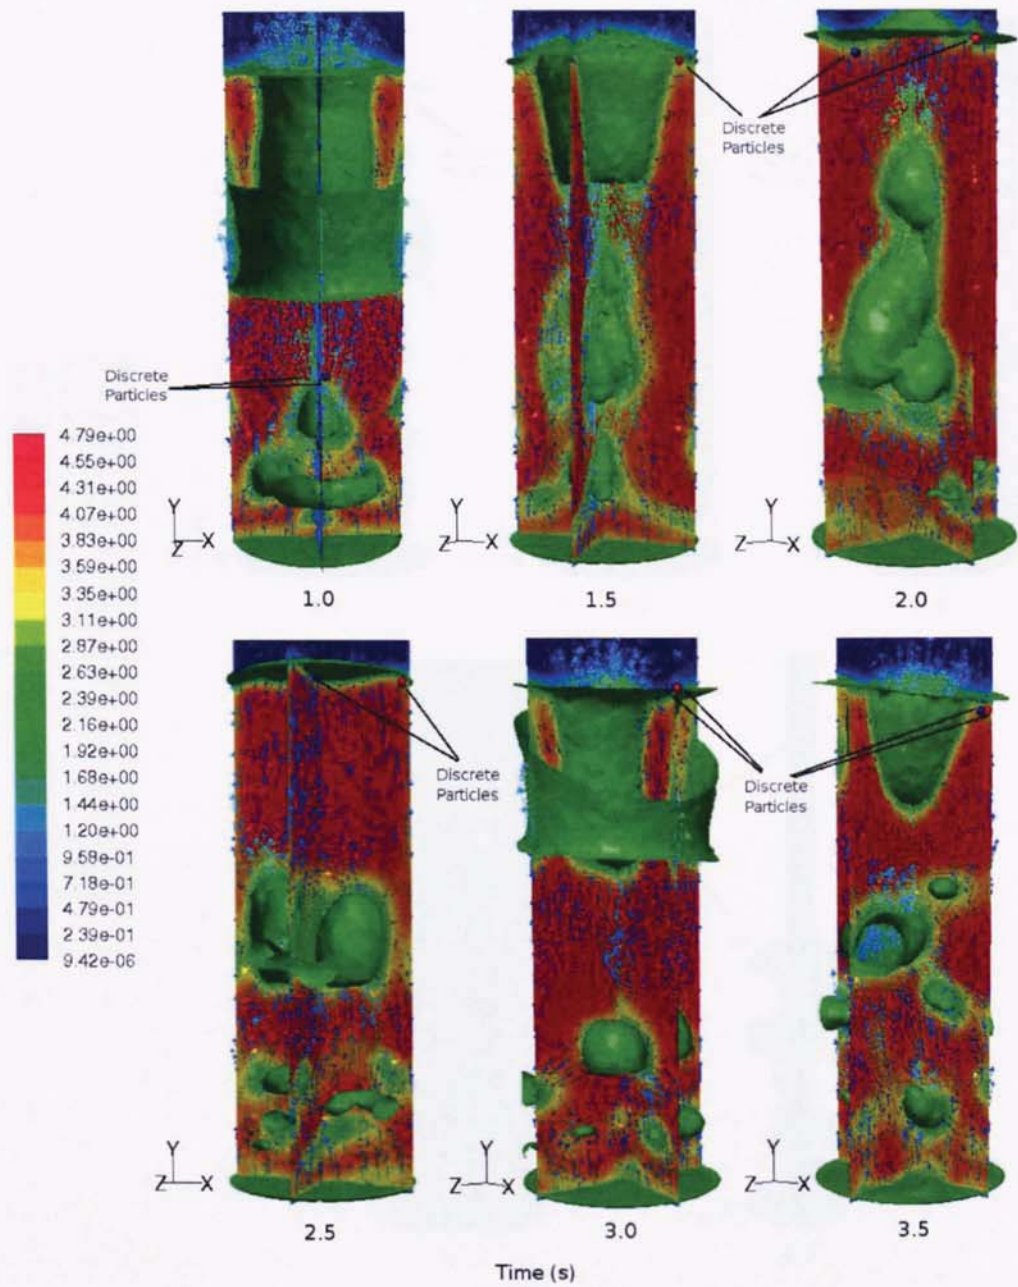 Discrete
Particles
Discrete
Particles
4.79e+00
4.55e+00
4.31e+00
4.07e+00
3.83e+00
3.59e+00
3.35e+00
3.11e+00
2.87e+00
2.63e+00
2.39e+00
2.16e+00
1.92e+00
1.68e+00
1.44e+00
1.20e+00
9.58e-01
7.18e-01
4.79e-01
2.39e-01
9.42e-06
Y
Z X
Y
Z X
Y
Z X
1.0
1.5
2.0
Discrete
Particles
Discrete
Particles
Y
Z X
Y
Z X
Y
Z X
2.5
3.0
3.5
Time (s)